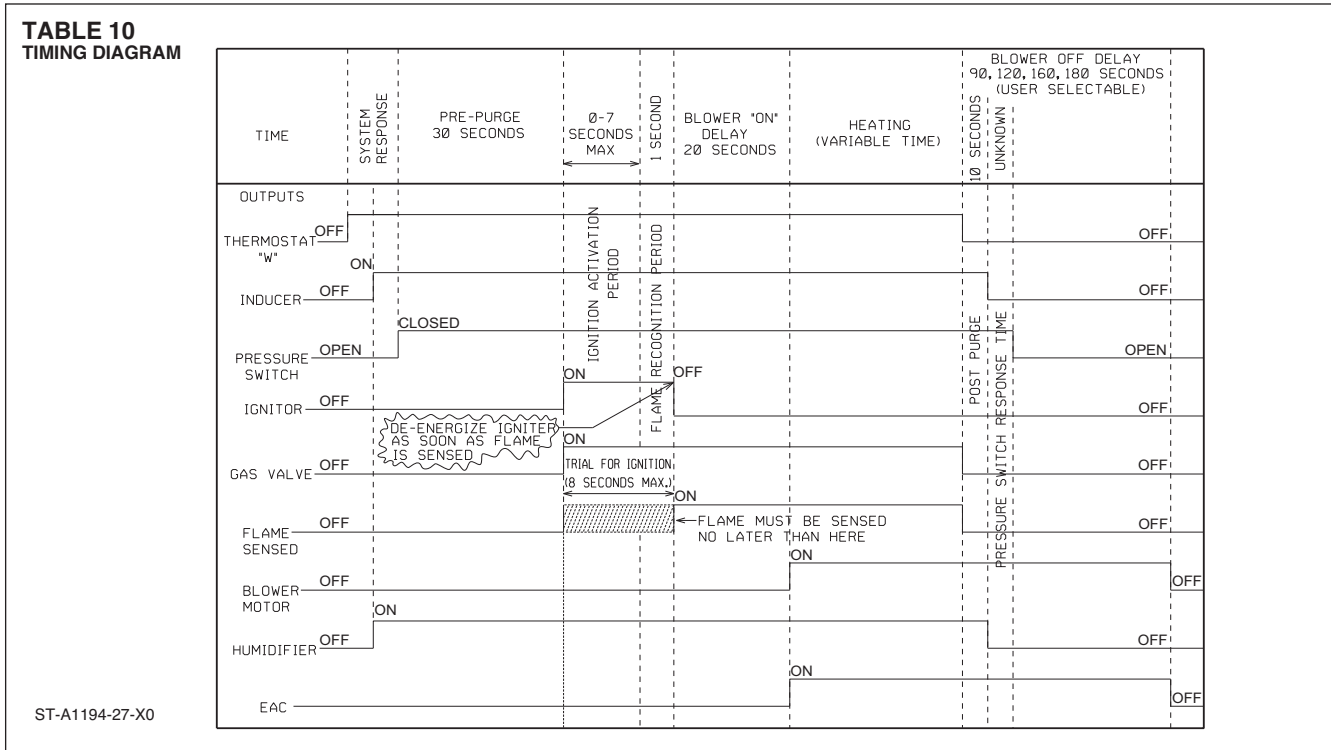 TABLE 10
TIMING DIAGRAM
TIME
SYSTEM
RESPONSE
PRE-PURGE
30 SECONDS
0-7
SECONDS
MAX
1 SECOND
BLOWER "ON"
DELAY
20 SECONDS
HEATING
(VARIABLE TIME)
10 SECONDS
UNKNOWN
BLOWER OFF DELAY
90,120,160,180 SECONDS
(USER SELECTABLE)
OUTPUTS
THERMOSTAT
"W"
OFF
OFF
INDUCER
OFF
ON
OFF
PRESSURE
SWITCH
OPEN
CLOSED
OPEN
IGNITION ACTIVATION
PERIOD
FLAME RECOGNITION PERIOD
POST PURGE
PRESSURE SWITCH RESPONSE TIME
IGNITOR
OFF
ON
OFF
OFF
DE-ENERGIZE IGNITER
AS SOON AS FLAME
IS SENSED
GAS VALVE
OFF
ON
OFF
TRIAL FOR IGNITION
(8 SECONDS MAX.)
FLAME
SENSED
OFF
ON
FLAME MUST BE SENSED
NO LATER THAN HERE
OFF
BLOWER
MOTOR
OFF
ON
OFF
HUMIDIFIER
OFF
ON
OFF
EAC
ON
OFF
ST-A1194-27-X0